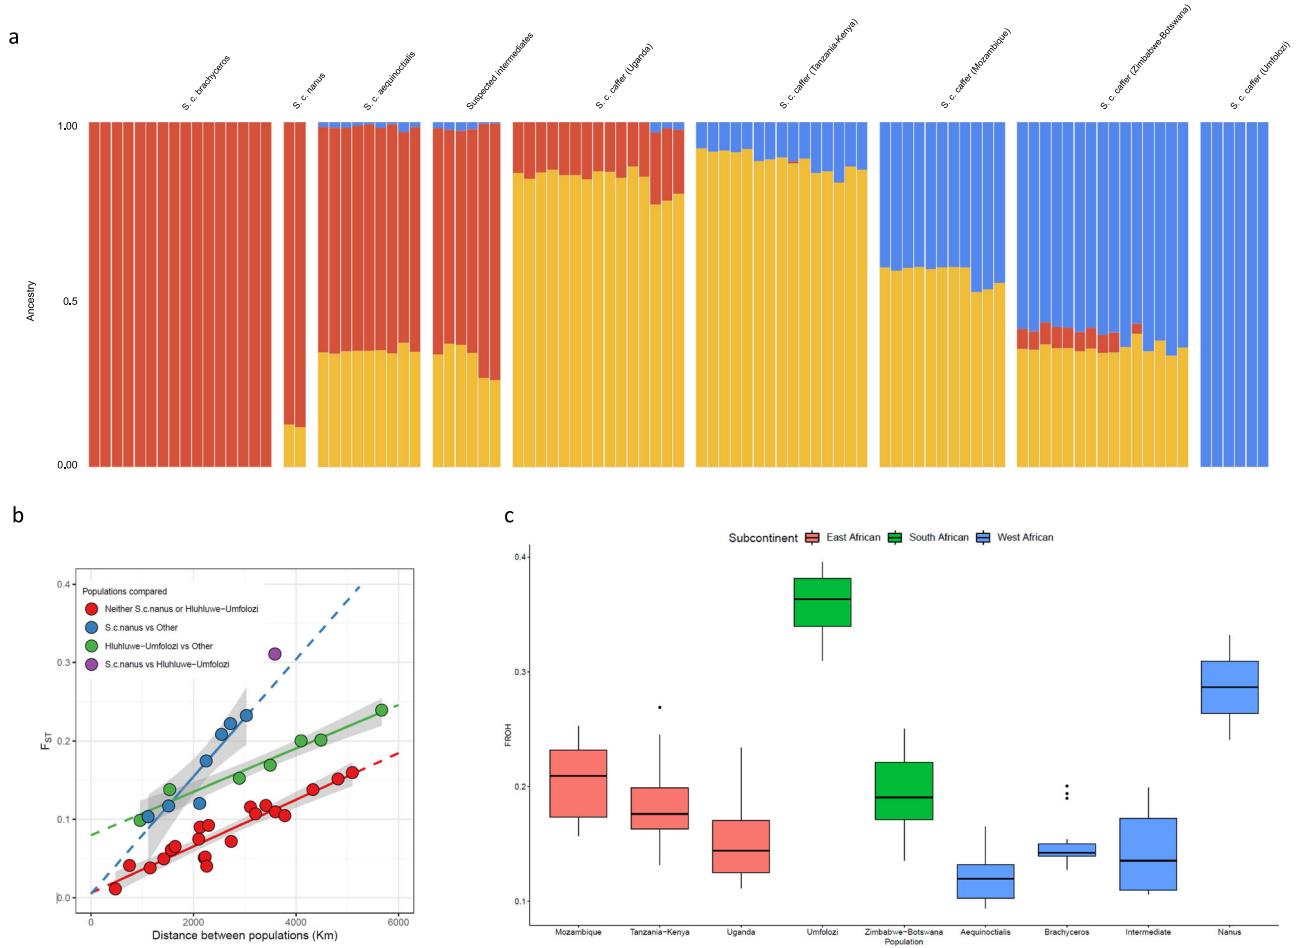 a
S. c. brachyceros
S. c. nanus
S. c. aequinoctialis
Suspected intermediates
S. c. caffer (Uganda)
S. c. caffer (Tanzania-Kenya)
S. c. caffer (Mozambique)
S. c. caffer (Zimbabwe-Botswana)
S. c. caffer (Umfolozi)
1.00
0.5
0.00
Ancestry
b
Populations compared
Neither S.c.nanus or Hluhluwe-Umfolozi
S.c.nanus vs Other
Hluhluwe-Umfolozi vs Other
S.c.nanus vs Hluhluwe-Umfolozi
0.4
0.3
0.2
0.1
0.0
FST
0
2000
4000
6000
Distance between populations (Km)
c
Subcontinent
East African
South African
West African
0.4
0.3
0.2
0.1
FROH
Mozambique
Tanzania-Kenya
Uganda
Umfolozi
Zimbabwe-Botswana
Aequinoctialis
Brachyceros
Intermediate
Nanus
Population